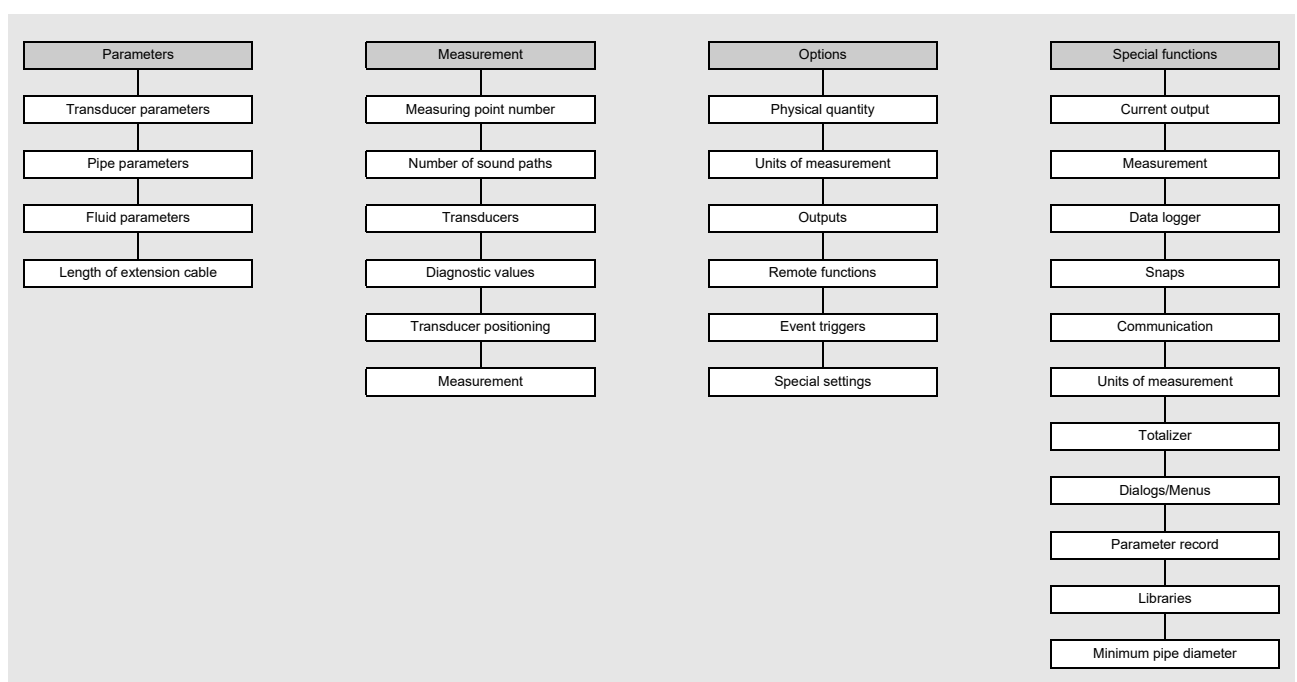 Parameters
Transducer parameters
Pipe parameters
Fluid parameters
Length of extension cable
Measurement
Measuring point number
Number of sound paths
Transducers
Diagnostic values
Transducer positioning
Measurement
Options
Physical quantity
Units of measurement
Outputs
Remote functions
Event triggers
Special settings
Special functions
Current output
Measurement
Data logger
Snaps
Communication
Units of measurement
Totalizer
Dialogs/Menus
Parameter record
Libraries
Minimum pipe diameter